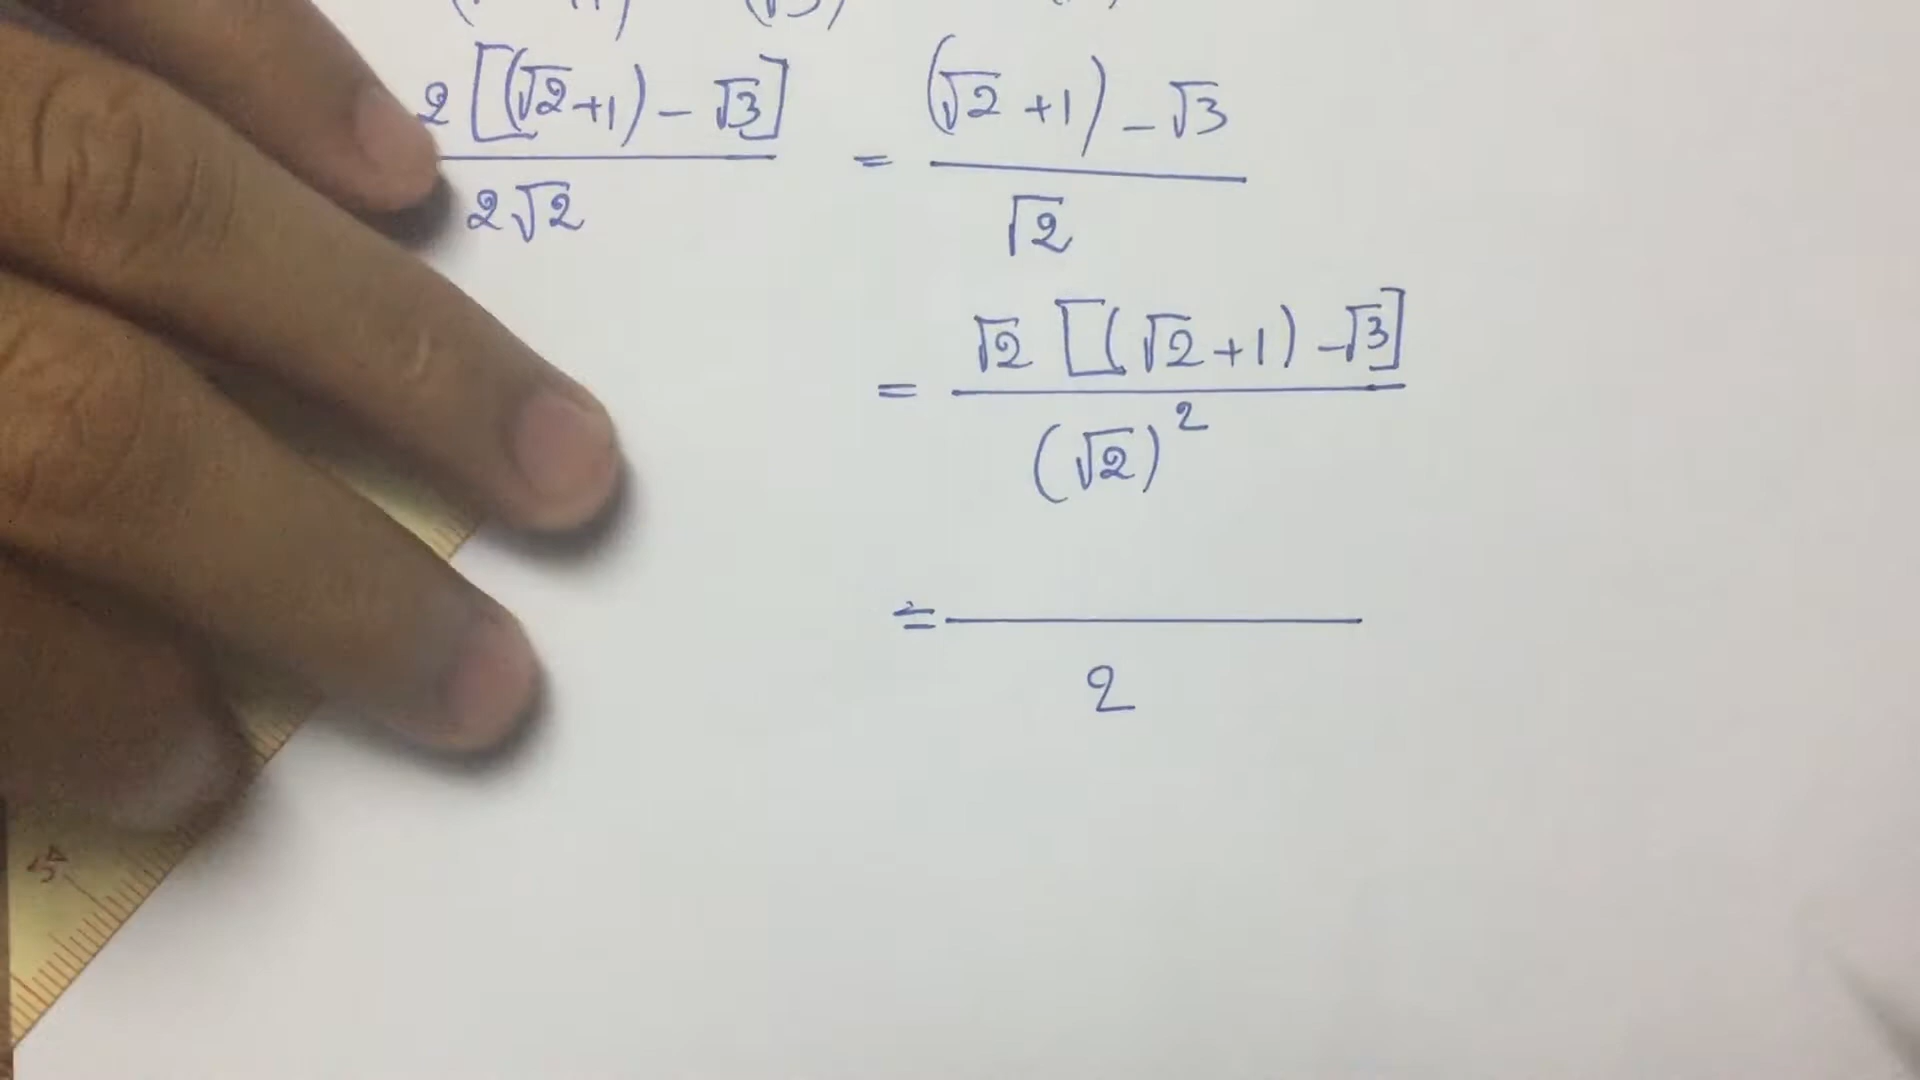 2 [(√2+1) - √3] / 2√2 = (√2 + 1) - √3 / √2
= √2 [(√2+1) - √3] / (√2)²
= / 2